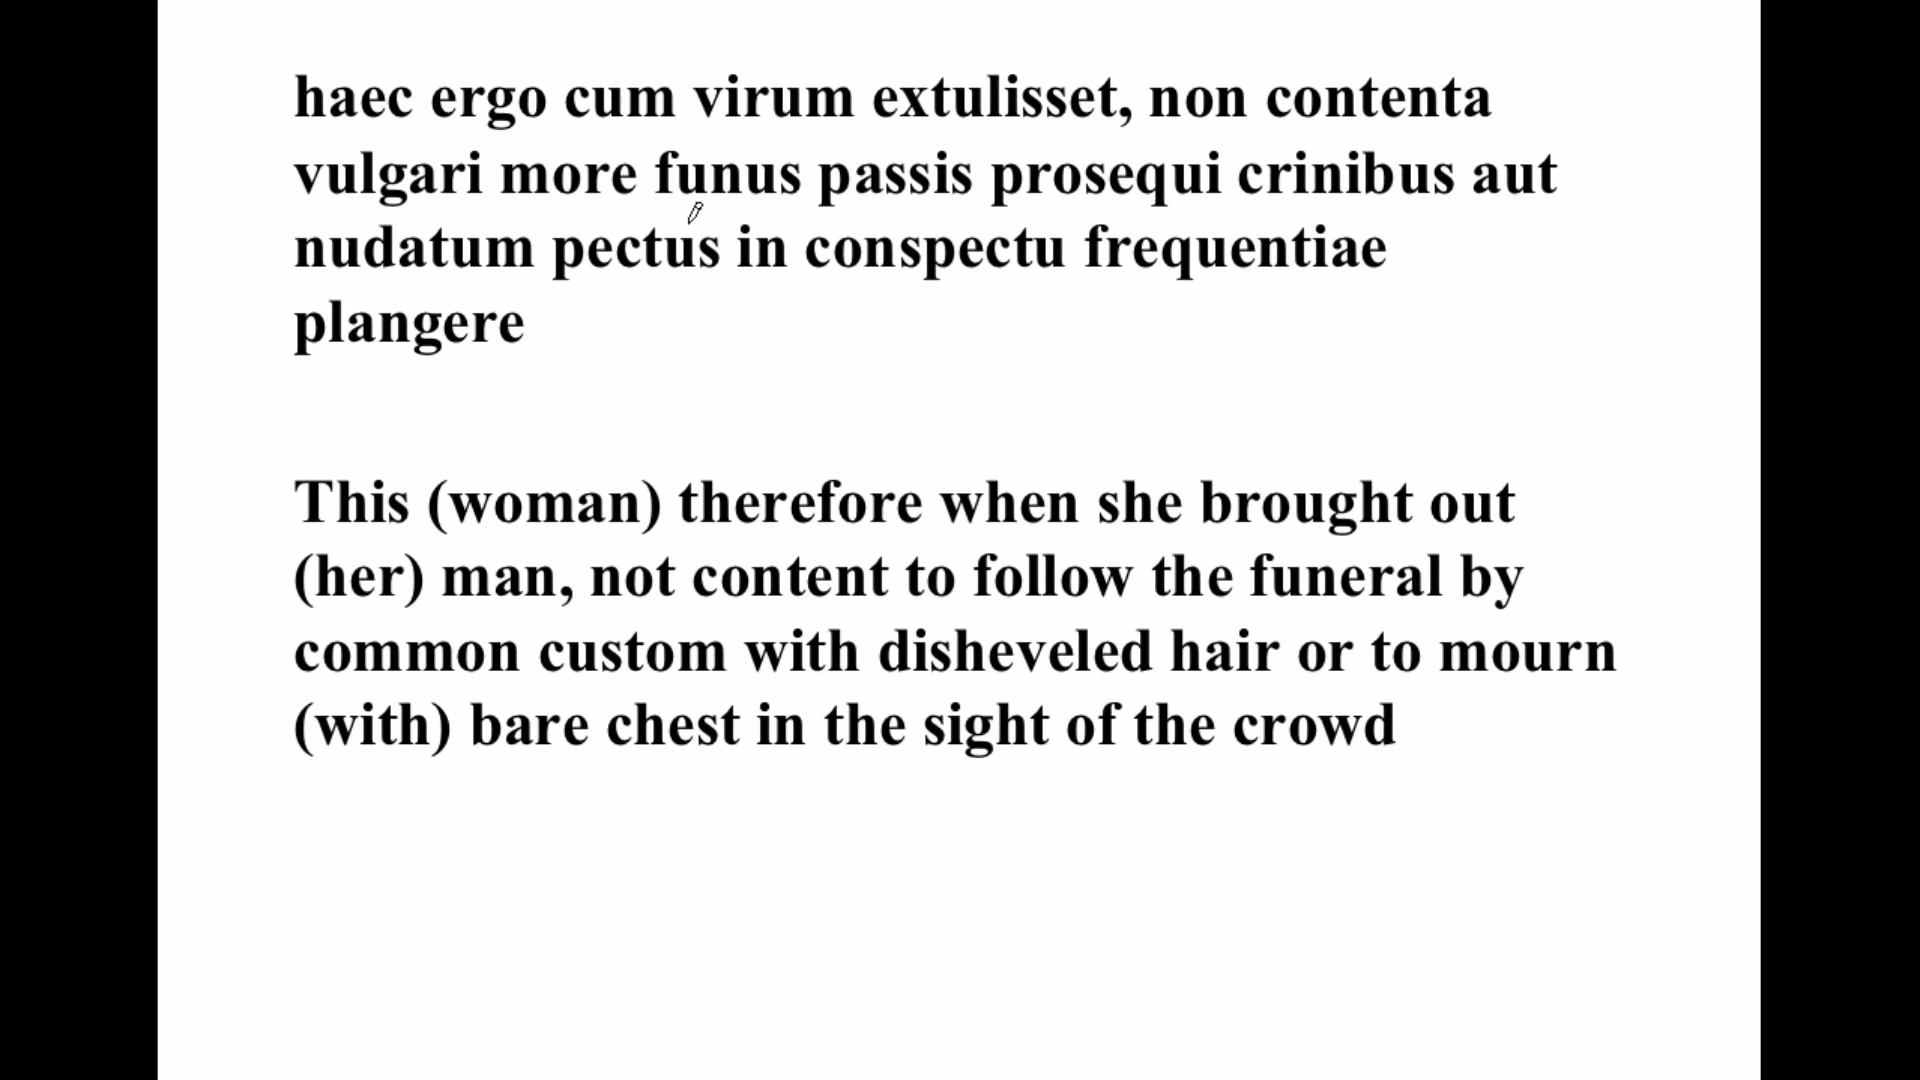 haec ergo cum virum extulisset, non contenta
vulgari more funus passis prosequi crinibus aut
nudatum pectus in conspectu frequentiae
plangere
This (woman) therefore when she brought out
(her) man, not content to follow the funeral by
common custom with disheveled hair or to mourn
(with) bare chest in the sight of the crowd